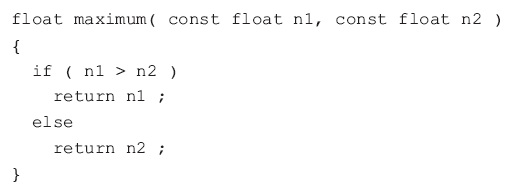 float maximum( const float n1, const float n2 )
{
  if ( n1 > n2 )
    return n1 ;
  else
    return n2 ;
}